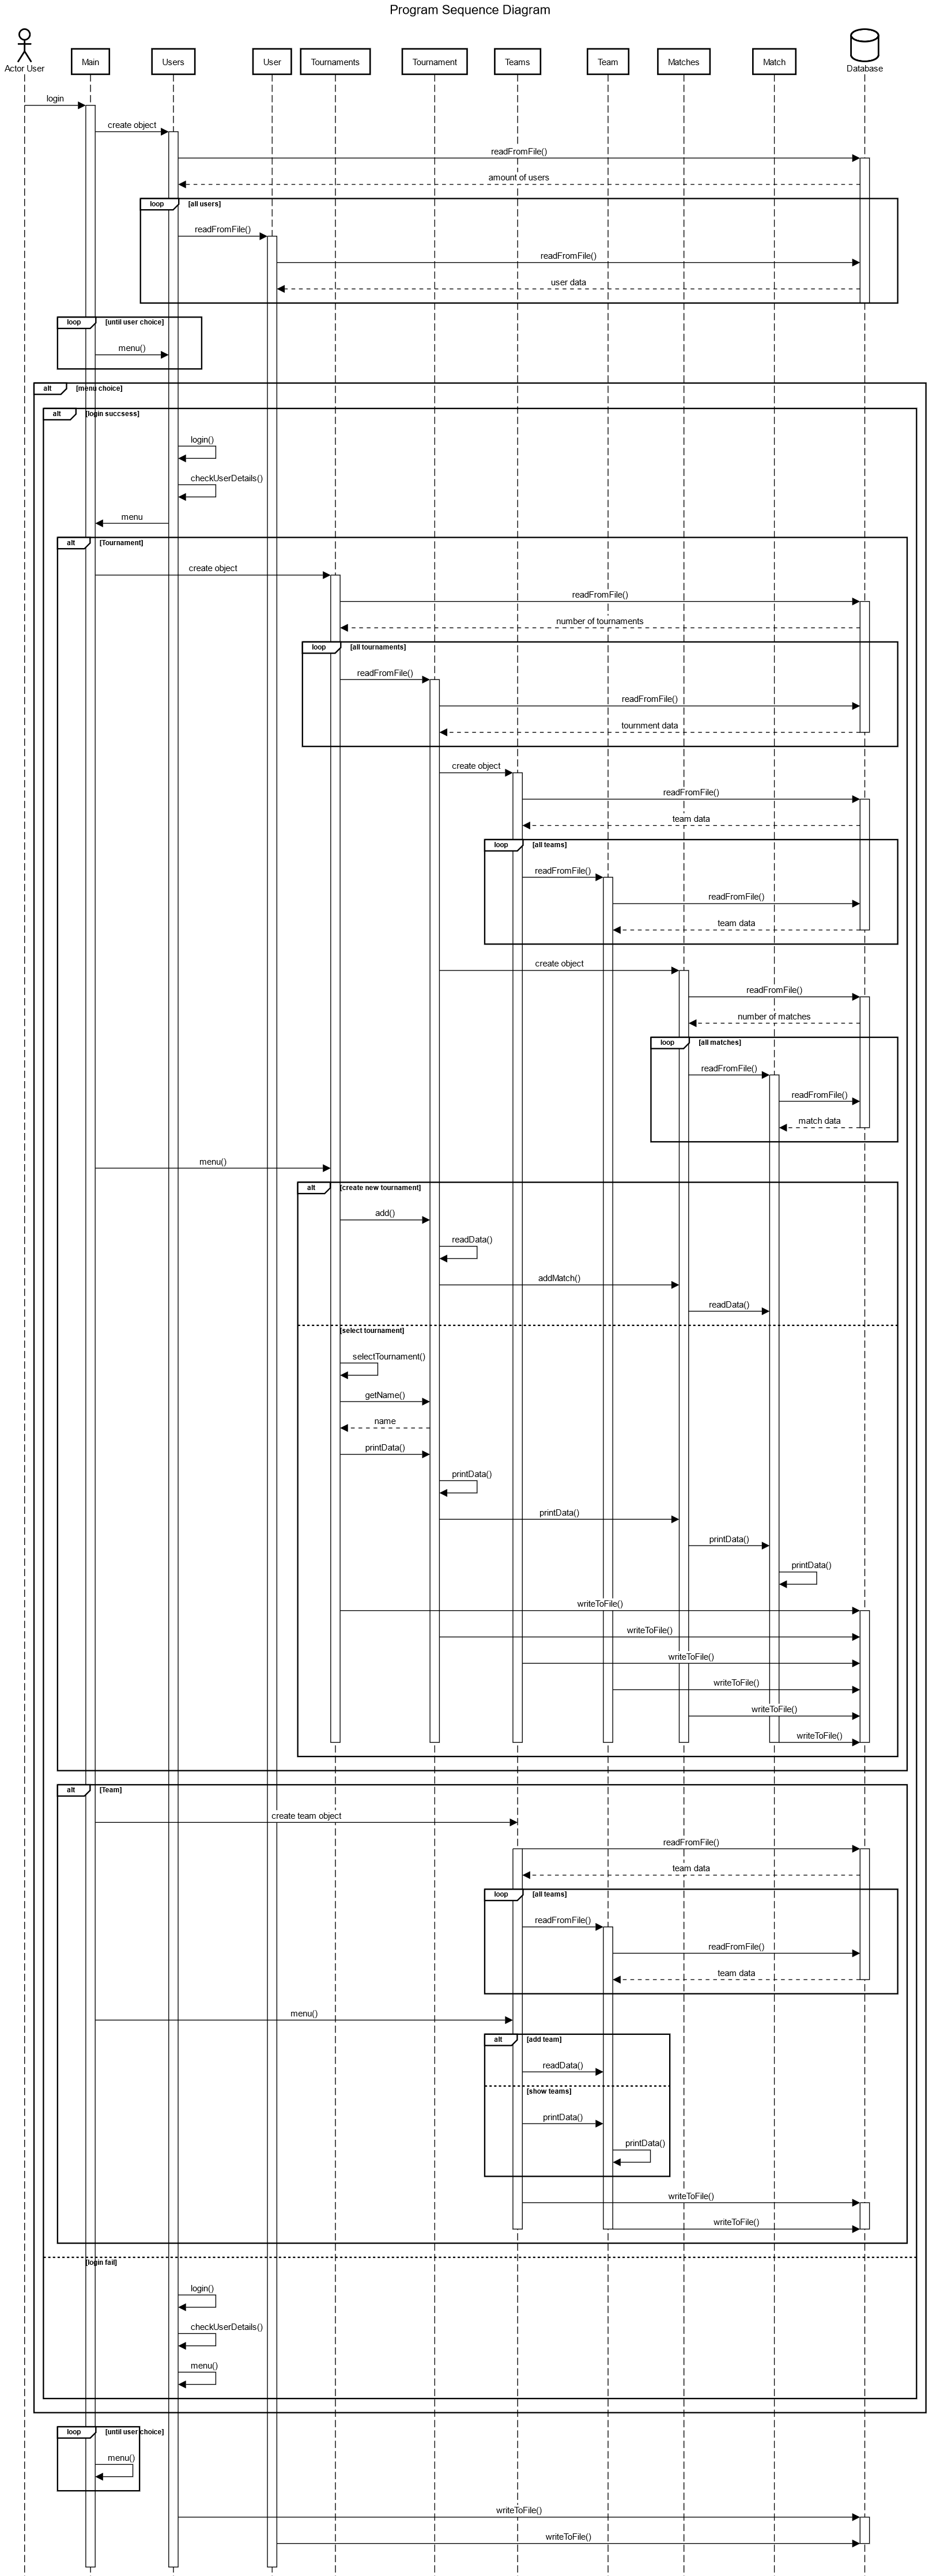 Program Sequence Diagram
Actor User
Main
Users
User
Tournaments
Tournament
Teams
Team
Matches
Match
Database
login
create object
readFromFile()
amount of users
loop [all users]
readFromFile()
readFromFile()
user data
loop [until user choice]
menu()
alt [menu choice]
alt [login succsess]
login()
checkUserDetails()
menu
alt [Tournament]
create object
readFromFile()
number of tournaments
loop [all tournaments]
readFromFile()
readFromFile()
tournment data
create object
readFromFile()
team data
loop [all teams]
readFromFile()
readFromFile()
team data
create object
readFromFile()
number of matches
loop [all matches]
readFromFile()
readFromFile()
match data
menu()
alt [create new tournament]
add()
readData()
addMatch()
readData()
[select tournament]
selectTournament()
getName()
name
printData()
printData()
printData()
printData()
printData()
writeToFile()
writeToFile()
writeToFile()
writeToFile()
writeToFile()
writeToFile()
alt [Team]
create team object
readFromFile()
team data
loop [all teams]
readFromFile()
readFromFile()
team data
menu()
alt [add team]
readData()
[show teams]
printData()
printData()
writeToFile()
writeToFile()
[login fail]
login()
checkUserDetails()
menu()
loop [until user choice]
menu()
writeToFile()
writeToFile()